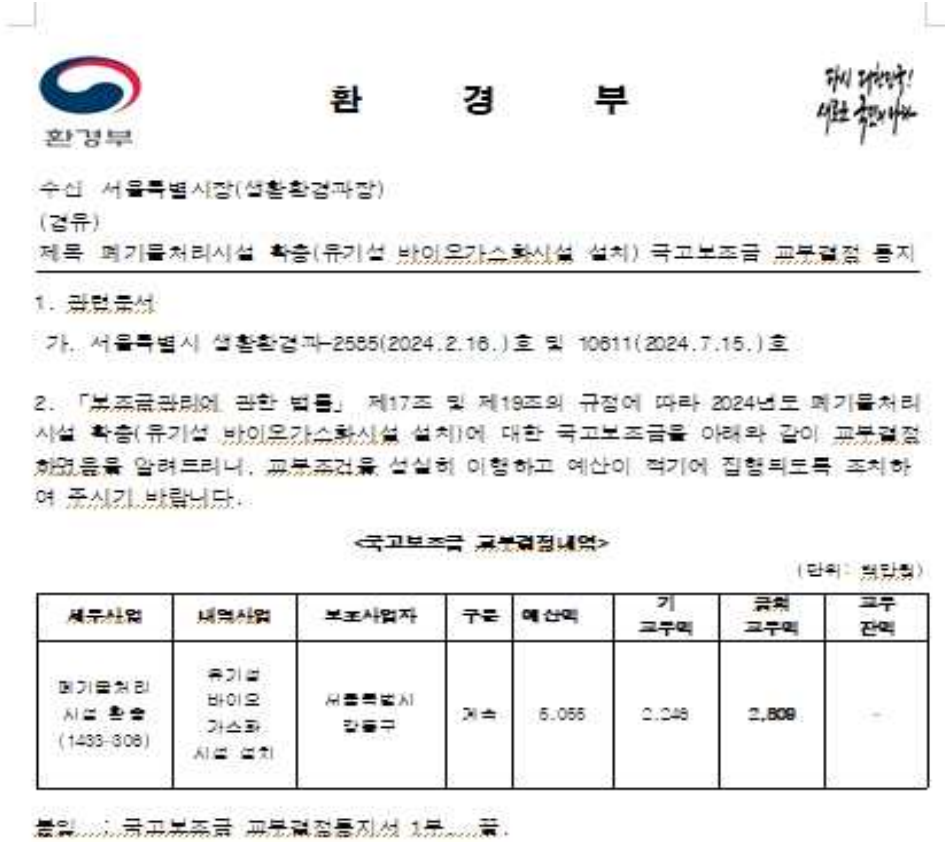 환경부
환 경 부
다시 대한민국!
새로운 국민의 나라
수신 서울특별시장(생활환경과장)
(경유)
제목 폐기물처리시설 확충(유기성 바이오가스화시설 설치) 국고보조금 교부결정 통지
1. 관련문서
가. 서울특별시 생활환경과-2585(2024.2.16.)호 및 10611(2024.7.15.)호
2. 「보조금관리에 관한 법률」 제17조 및 제19조의 규정에 따라 2024년도 폐기물처리
시설 확충(유기성 바이오가스화시설 설치)에 대한 국고보조금을 아래와 같이 교부결정
하였음을 알려드리니, 교부조건을 성실히 이행하고 예산이 적기에 집행되도록 조치하
여 주시기 바랍니다.
<국고보조금 교부결정내역>
(단위: 백만원)
세부사업 내역사업 보조사업자 구분 예산액 기 교부액 금회 교부액 교부 잔액
폐기물처리 시설 확충 (1433-306) 유기성 바이오 가스화 시설 설치 서울특별시 강동구 계속 5,055 2,246 2,809 -
붙임 : 국고보조금 교부결정통지서 1부. 끝.